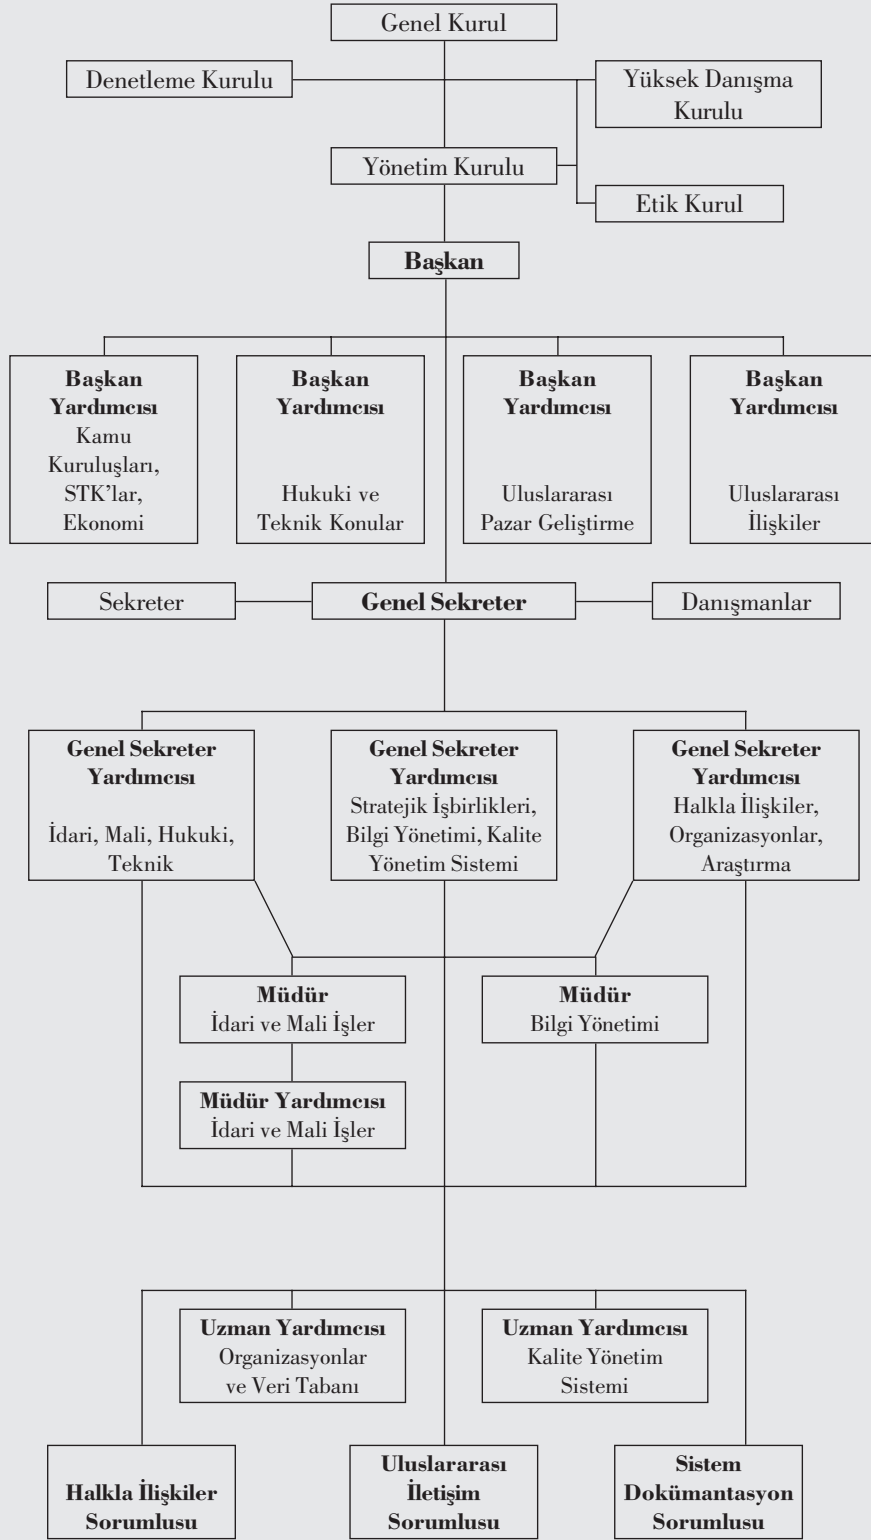 Genel Kurul
Denetleme Kurulu
Yüksek Danışma
Kurulu
Yönetim Kurulu
Etik Kurul
Başkan
Başkan
Yardımcısı
Kamu
Kuruluşları,
STK'lar,
Ekonomi
Başkan
Yardımcısı
Hukuki ve
Teknik Konular
Başkan
Yardımcısı
Uluslararası
Pazar Geliştirme
Başkan
Yardımcısı
Uluslararası
İlişkiler
Sekreter
Genel Sekreter
Danışmanlar
Genel Sekreter
Yardımcısı
İdari, Mali, Hukuki,
Teknik
Genel Sekreter
Yardımcısı
Stratejik İşbirlikleri,
Bilgi Yönetimi, Kalite
Yönetim Sistemi
Genel Sekreter
Yardımcısı
Halkla İlişkiler,
Organizasyonlar,
Araştırma
Müdür
İdari ve Mali İşler
Müdür
Bilgi Yönetimi
Müdür Yardımcısı
İdari ve Mali İşler
Uzman Yardımcısı
Organizasyonlar
ve Veri Tabanı
Uzman Yardımcısı
Kalite Yönetim
Sistemi
Halkla İlişkiler
Sorumlusu
Uluslararası
İletişim
Sorumlusu
Sistem
Dokümantasyon
Sorumlusu